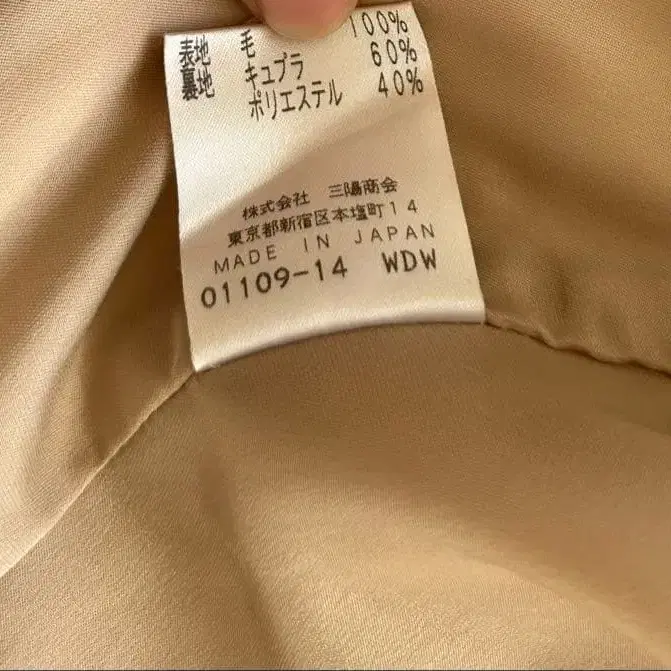 表地 毛 100%
裏地 キュプラ 60%
ポリエステル 40%
株式会社 三陽商会
東京都新宿区本塩町14
MADE IN JAPAN
01109-14 WDW